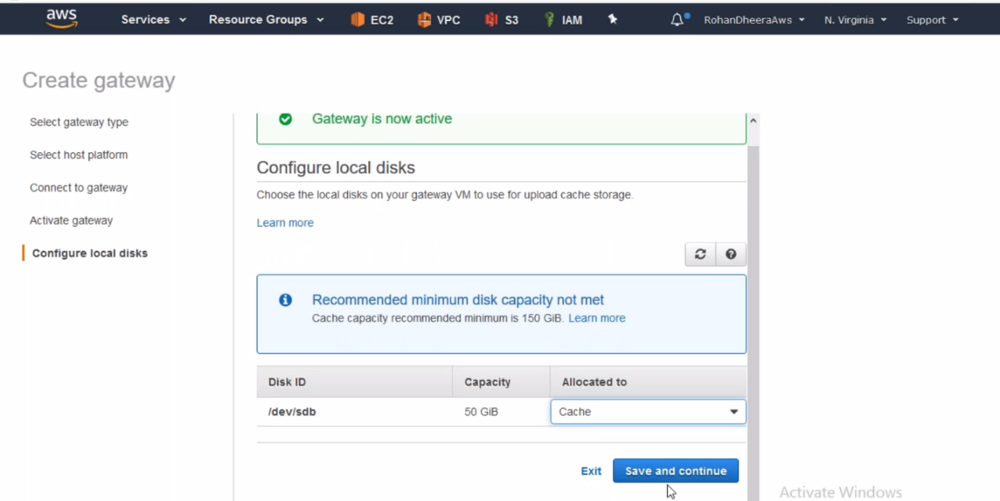 aws Services Resource Groups EC2 VPC S3 IAM RohanDheeraAws N. Virginia Support
Create gateway
Select gateway type
Select host platform
Connect to gateway
Activate gateway
Configure local disks
Gateway is now active
Configure local disks
Choose the local disks on your gateway VM to use for upload cache storage.
Learn more
Recommended minimum disk capacity not met
Cache capacity recommended minimum is 150 GiB. Learn more
Disk ID Capacity Allocated to
/dev/sdb 50 GiB Cache
Exit Save and continue
Activate Windows